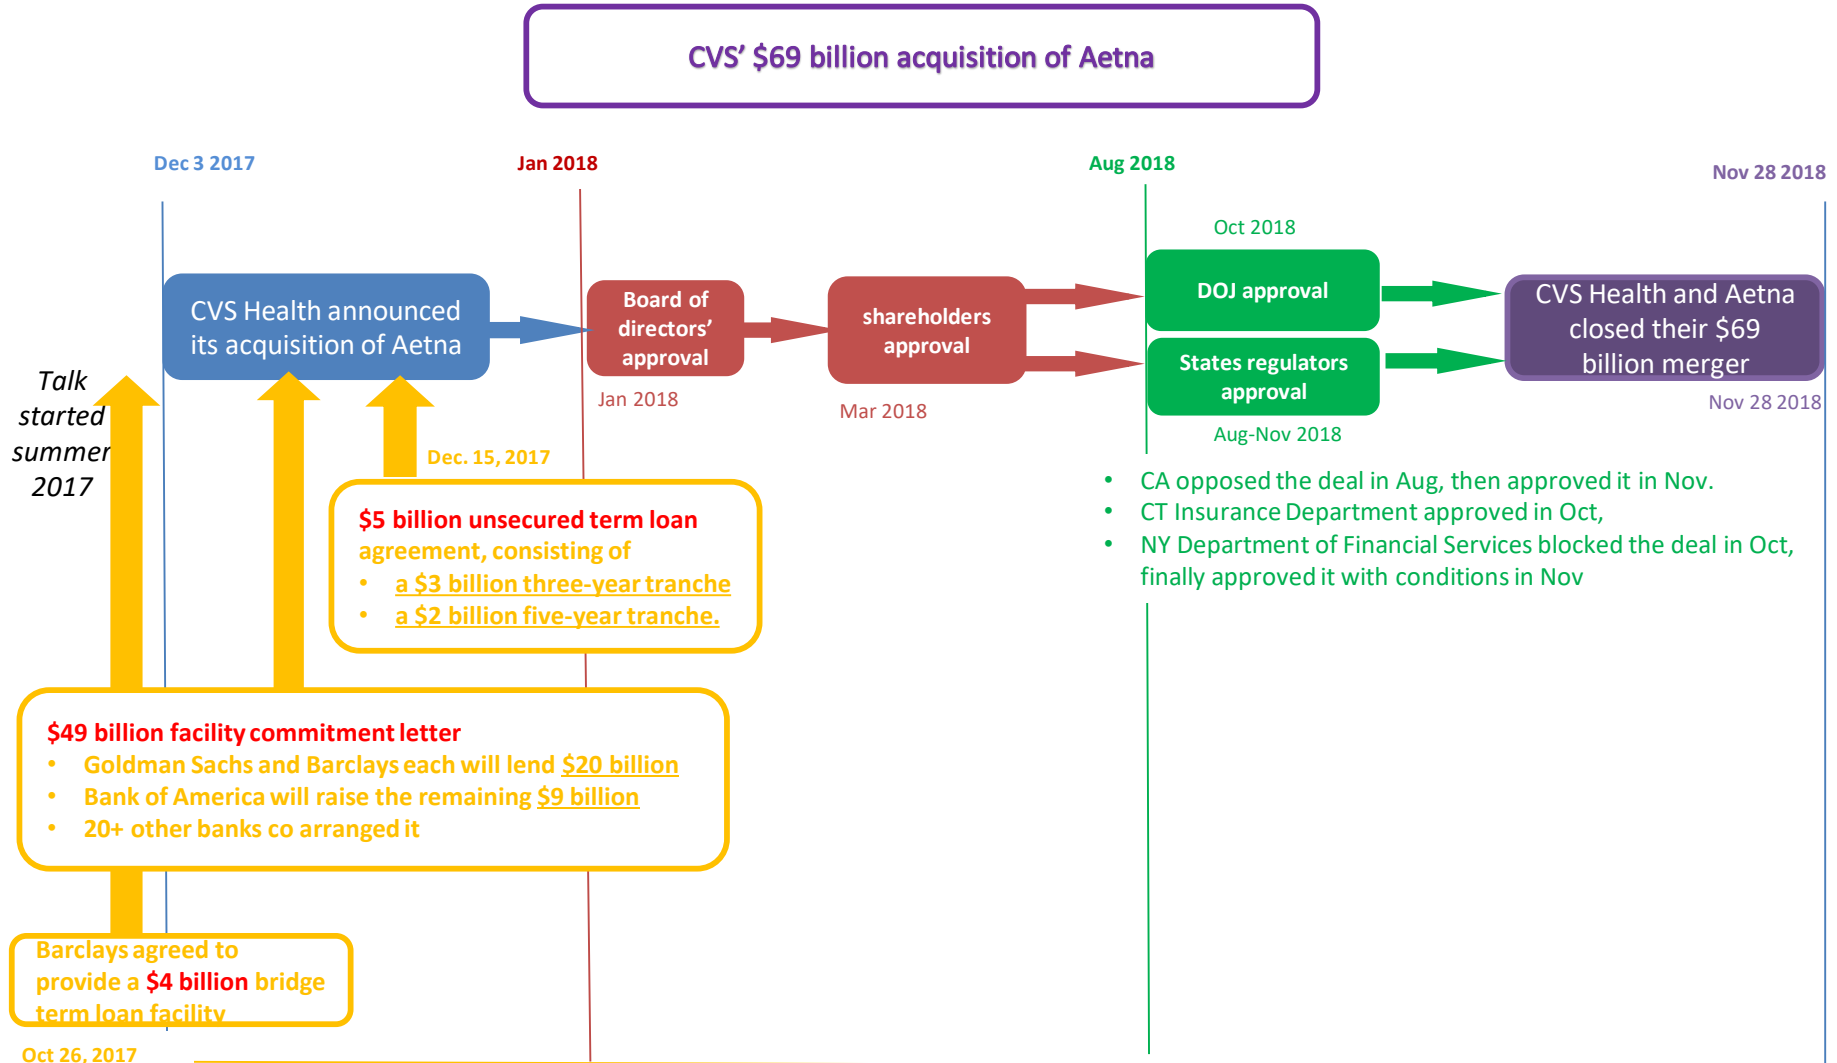 CVS' $69 billion acquisition of Aetna
Dec 3 2017
Jan 2018
Aug 2018
Nov 28 2018
Oct 2018
CVS Health announced
its acquisition of Aetna
Board of
directors'
approval
Jan 2018
shareholders
approval
Mar 2018
DOJ approval
States regulators
approval
Aug-Nov 2018
CVS Health and Aetna
closed their $69
billion merger
Nov 28 2018
Talk
started
summer
2017
Dec. 15, 2017
$5 billion unsecured term loan
agreement, consisting of
• a $3 billion three-year tranche
• a $2 billion five-year tranche.
• CA opposed the deal in Aug, then approved it in Nov.
• CT Insurance Department approved in Oct,
• NY Department of Financial Services blocked the deal in Oct,
finally approved it with conditions in Nov
$49 billion facility commitment letter
• Goldman Sachs and Barclays each will lend $20 billion
• Bank of America will raise the remaining $9 billion
• 20+ other banks co arranged it
Barclays agreed to
provide a $4 billion bridge
term loan facility
Oct 26, 2017